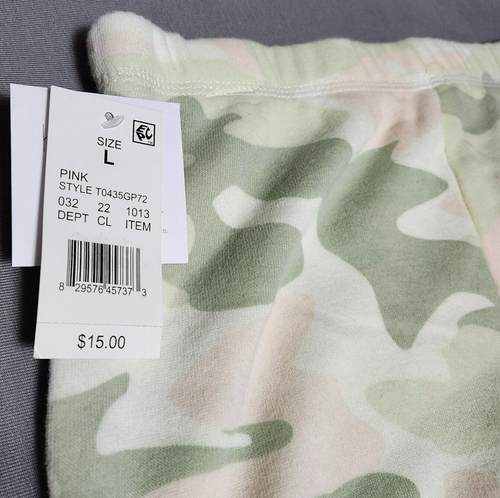 SIZE
L
PINK
STYLE T0435GP72
032 22 1013
DEPT CL ITEM
8 29576 45737 3
$15.00